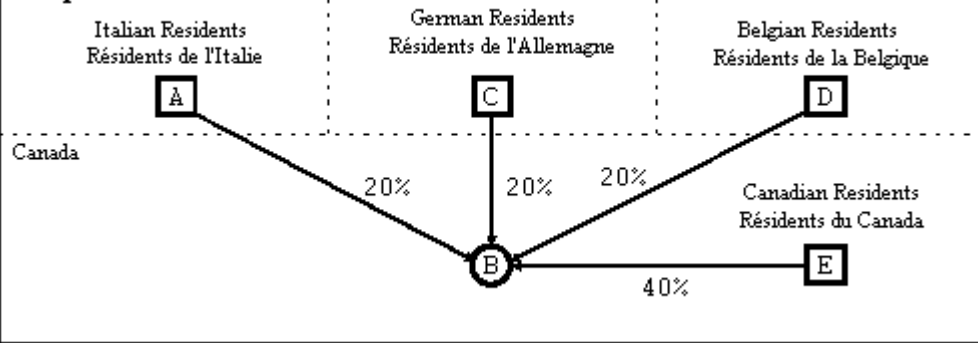 Italian Residents
Résidents de l'Italie
German Residents
Résidents de l'Allemagne
Belgian Residents
Résidents de la Belgique
A
C
D
Canada
20%
20%
20%
Canadian Residents
Résidents du Canada
B
E
40%